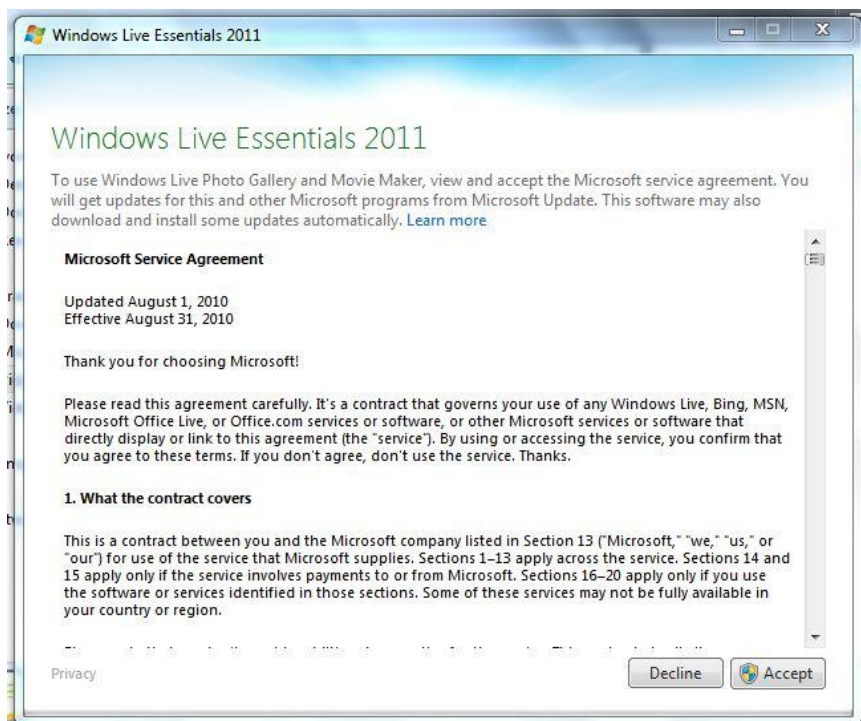 Windows Live Essentials 2011
Windows Live Essentials 2011
To use Windows Live Photo Gallery and Movie Maker, view and accept the Microsoft service agreement. You
will get updates for this and other Microsoft programs from Microsoft Update. This software may also
download and install some updates automatically. Learn more
Microsoft Service Agreement
Updated August 1, 2010
Effective August 31, 2010
Thank you for choosing Microsoft!
Please read this agreement carefully. It's a contract that governs your use of any Windows Live, Bing, MSN,
Microsoft Office Live, or Office.com services or software, or other Microsoft services or software that
directly display or link to this agreement (the "service"). By using or accessing the service, you confirm that
you agree to these terms. If you don't agree, don't use the service. Thanks.
1. What the contract covers
This is a contract between you and the Microsoft company listed in Section 13 ("Microsoft," "we," "us," or
"our") for use of the service that Microsoft supplies. Sections 1–13 apply across the service. Sections 14 and
15 apply only if the service involves payments to or from Microsoft. Sections 16–20 apply only if you use
the software or services identified in those sections. Some of these services may not be fully available in
your country or region.
Privacy
Decline
Accept